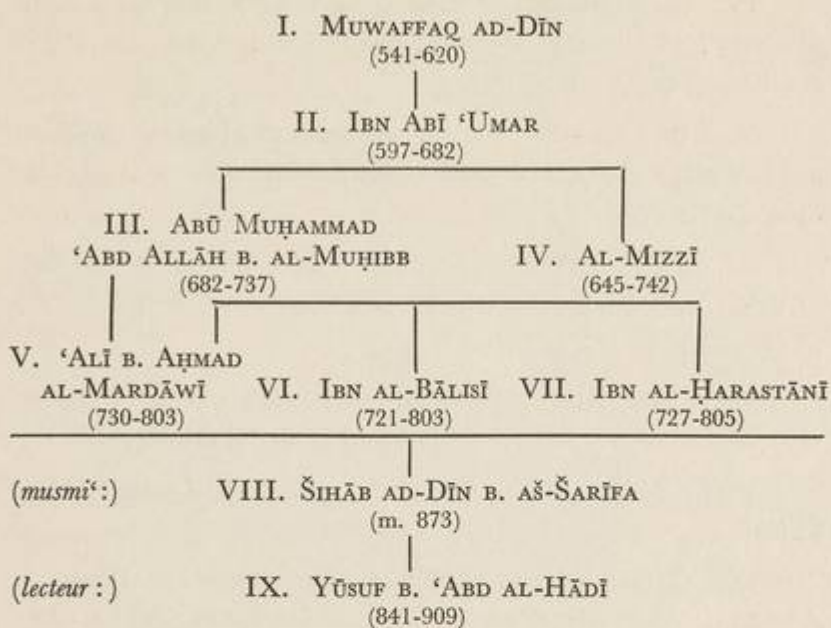 I. Muwaffaq ad-Dīn
(541-620)
II. Ibn Abī ‘Umar
(597-682)
III. Abū Muḥammad
‘Abd Allāh b. al-Muḥibb
(682-737)
IV. Al-Mizzī
(645-742)
V. ‘Alī b. Aḥmad
al-Mardāwī
(730-803)
VI. Ibn al-Bālisī
(721-803)
VII. Ibn al-Ḥarastānī
(727-805)
(musmi‘:) VIII. Šihāb ad-Dīn b. aš-Šarīfa
(m. 873)
(lecteur :) IX. Yūsuf b. ‘Abd al-Hādī
(841-909)